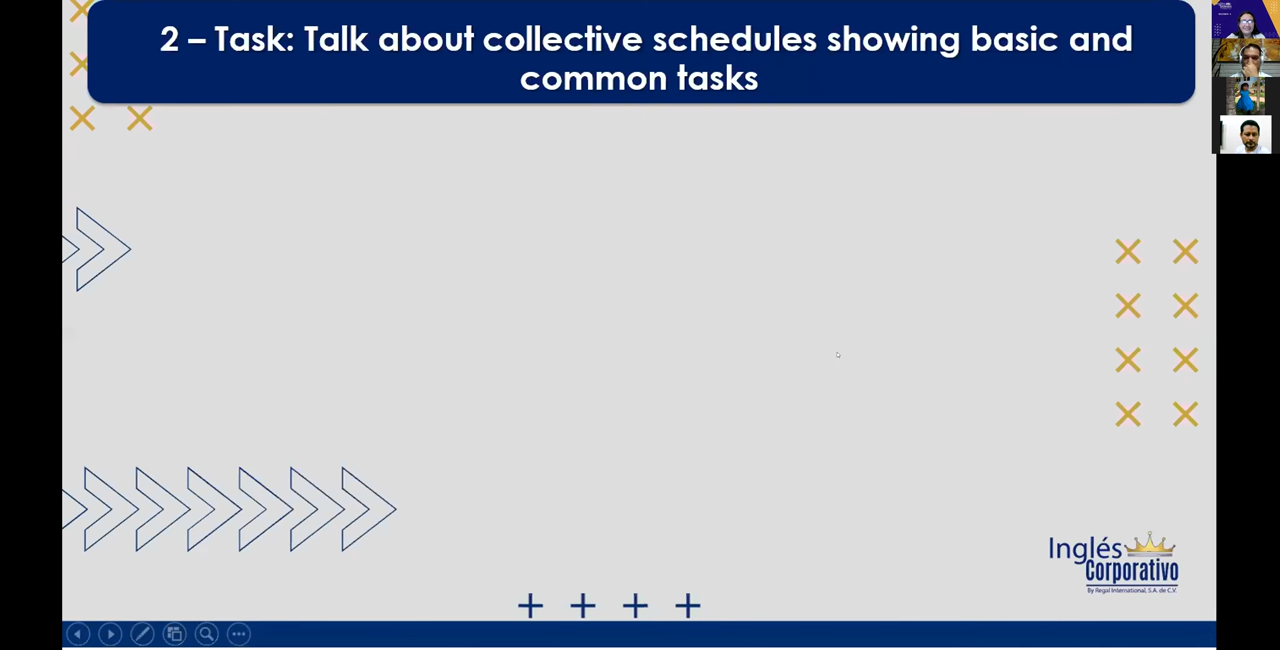 2 – Task: Talk about collective schedules showing basic and
common tasks
Inglés
Corporativo
By Regal International, S.A. de C.V.